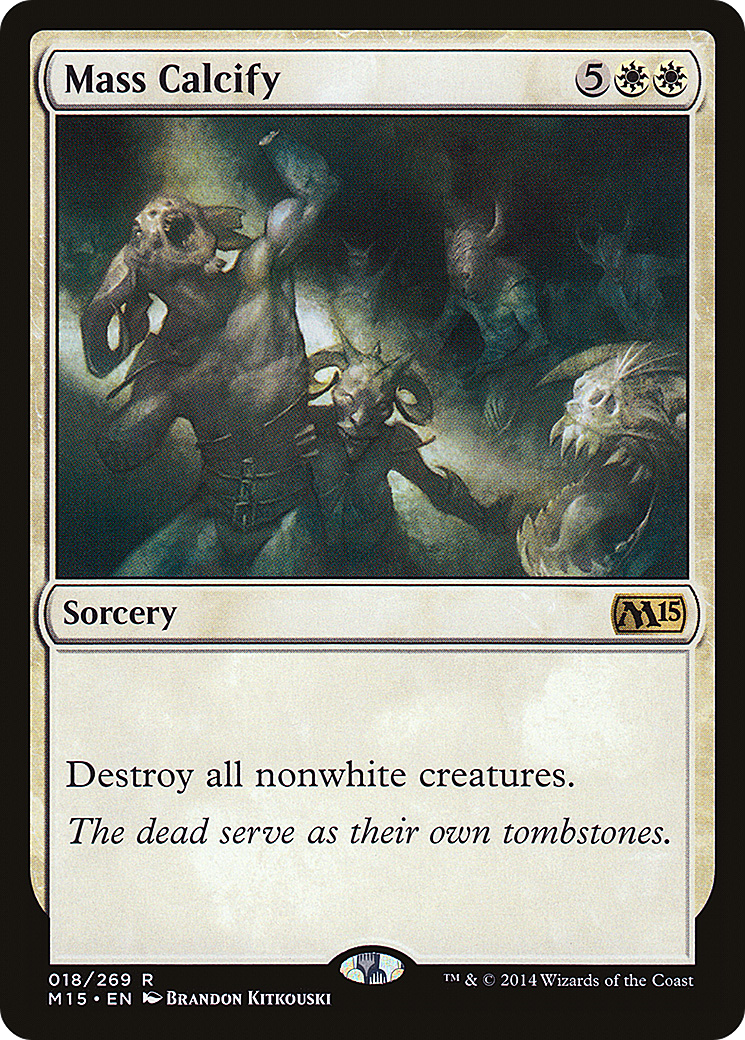 Mass Calcify 5
Sorcery M15
Destroy all nonwhite creatures.
The dead serve as their own tombstones.
018/269 R
™ & © 2014 Wizards of the Coast
M15 • EN Brandon Kitkouski